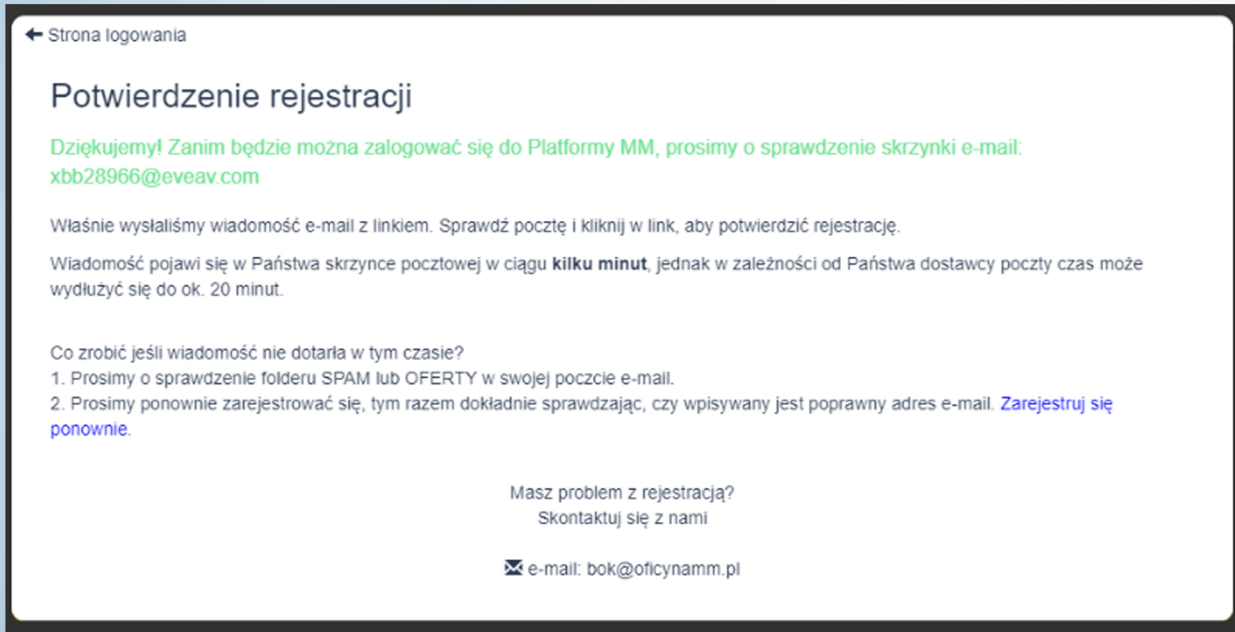 Strona logowania
Potwierdzenie rejestracji
Dziękujemy! Zanim będzie można zalogować się do Platformy MM, prosimy o sprawdzenie skrzynki e-mail:
xbb28966@eveav.com
Właśnie wysłaliśmy wiadomość e-mail z linkiem. Sprawdź pocztę i kliknij w link, aby potwierdzić rejestrację.
Wiadomość pojawi się w Państwa skrzynce pocztowej w ciągu kilku minut, jednak w zależności od Państwa dostawcy poczty czas może
wydłużyć się do ok. 20 minut.
Co zrobić jeśli wiadomość nie dotarła w tym czasie?
1. Prosimy o sprawdzenie folderu SPAM lub OFERTY w swojej poczcie e-mail.
2. Prosimy ponownie zarejestrować się, tym razem dokładnie sprawdzając, czy wpisywany jest poprawny adres e-mail. Zarejestruj się
ponownie.
Masz problem z rejestracją?
Skontaktuj się z nami
e-mail: bok@oficynamm.pl